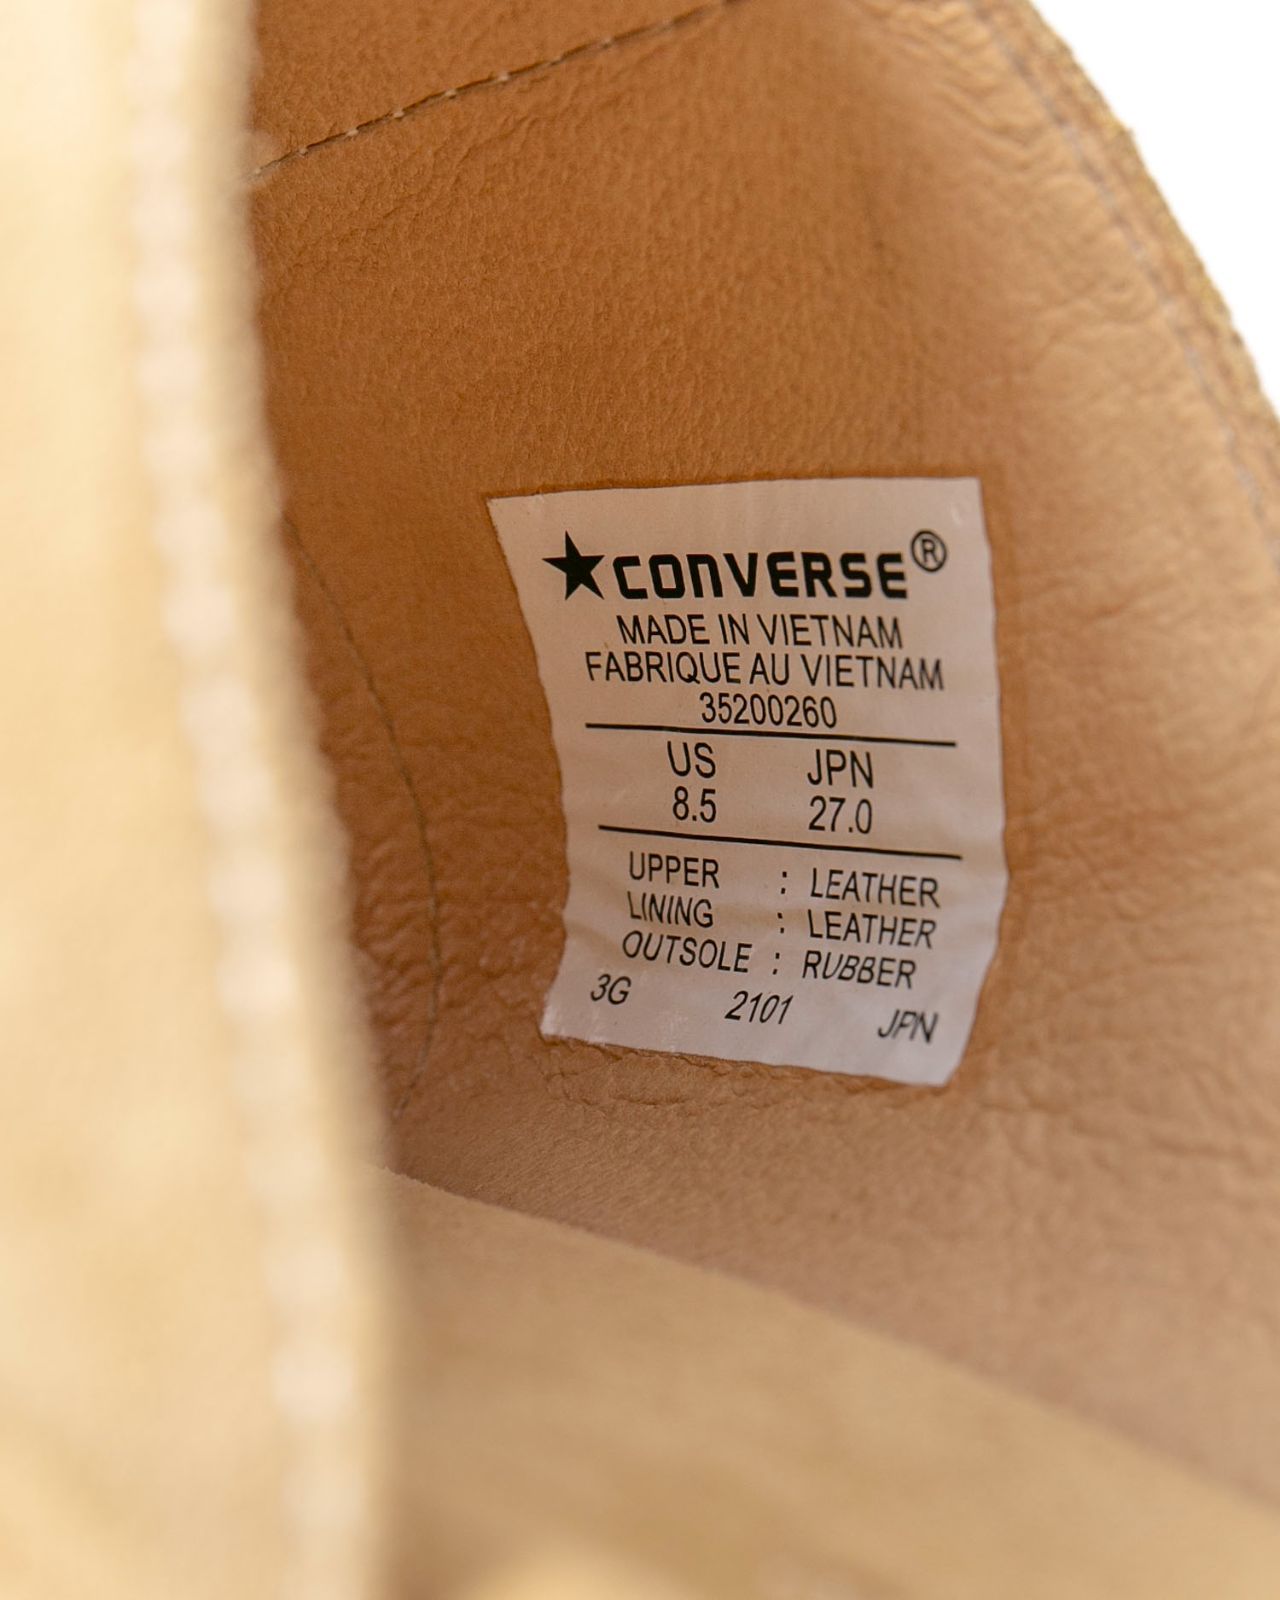 ★CONVERSE®
MADE IN VIETNAM
FABRIQUE AU VIETNAM
35200260
US JPN
8.5 27.0
UPPER : LEATHER
LINING : LEATHER
OUTSOLE : RUBBER
3G 2101 JPN